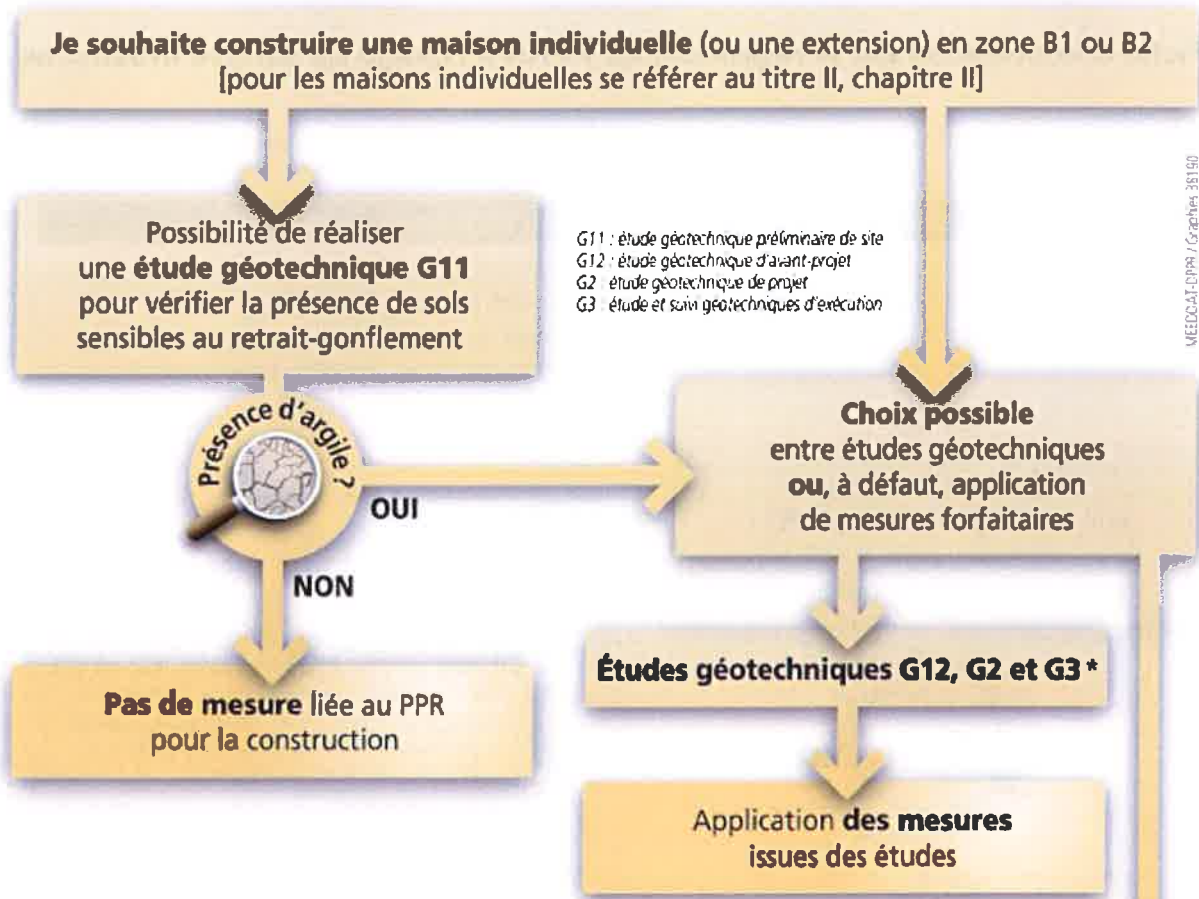 Je souhaite construire une maison individuelle (ou une extension) en zone B1 ou B2
[pour les maisons individuelles se référer au titre II, chapitre II]
Possibilité de réaliser
une étude géotechnique G11
pour vérifier la présence de sols
sensibles au retrait-gonflement
G11 : étude géotechnique préliminaire de site
G12 : étude géotechnique d'avant-projet
G2 : étude géotechnique de projet
G3 : étude et suivi géotechniques d'exécution
MEEDDAT-DPPR / Graphies 38190
Présence d'argile ?
OUI
NON
Choix possible
entre études géotechniques
ou, à défaut, application
de mesures forfaitaires
Pas de mesure liée au PPR
pour la construction
Études géotechniques G12, G2 et G3 *
Application des mesures
issues des études